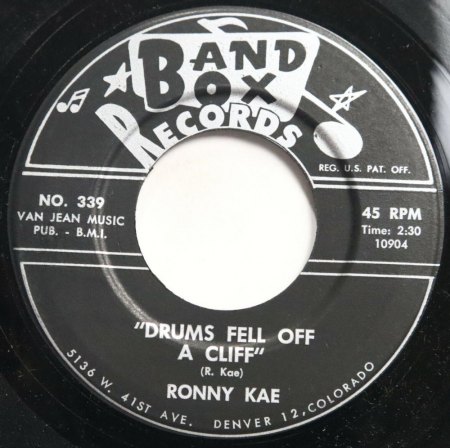 BAND
BOX
RECORDS
REG. U.S. PAT. OFF.
NO. 339
VAN JEAN MUSIC
PUB. - B.M.I.
45 RPM
Time: 2:30
10904
"DRUMS FELL OFF
A CLIFF"
(R. Kae)
RONNY KAE
5136 W. 41ST AVE. DENVER 12, COLORADO